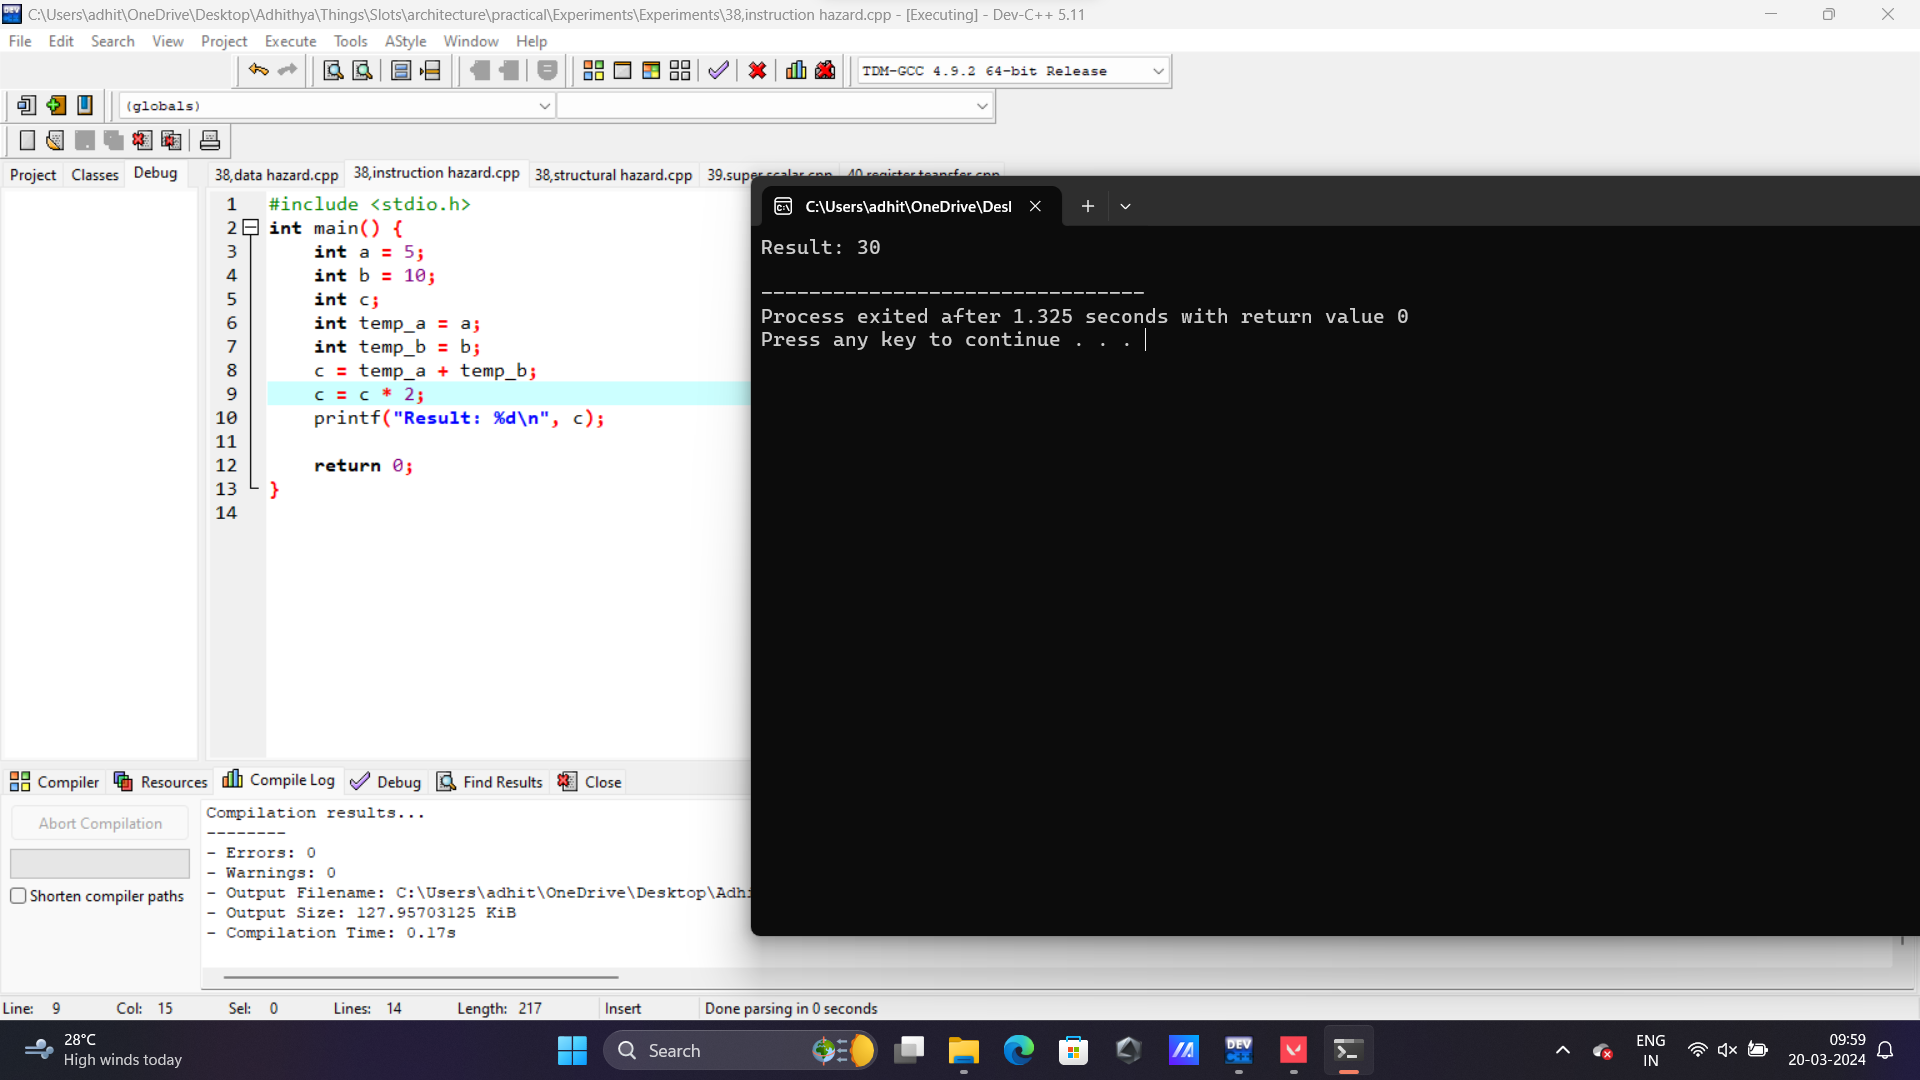 C:\Users\adhit\OneDrive\Desktop\Adhithya\Things\Slots\architecture\practical\Experiments\Experiments\38,instruction hazard.cpp - [Executing] - Dev-C++ 5.11
File Edit Search View Project Execute Tools AStyle Window Help
TDM-GCC 4.9.2 64-bit Release
(globals)
Project Classes Debug
38,data hazard.cpp 38,instruction hazard.cpp 38,structural hazard.cpp 39.super scalar.cpp 40.register transfer.cpp
1 #include <stdio.h>
2 int main() {
3 int a = 5;
4 int b = 10;
5 int c;
6 int temp_a = a;
7 int temp_b = b;
8 c = temp_a + temp_b;
9 c = c * 2;
10 printf("Result: %d\n", c);
11
12 return 0;
13 }
14
C:\Users\adhit\OneDrive\Desl
Result: 30
--------------------------------
Process exited after 1.325 seconds with return value 0
Press any key to continue . . .
Compiler Resources Compile Log Debug Find Results Close
Abort Compilation
Shorten compiler paths
Compilation results...
--------
- Errors: 0
- Warnings: 0
- Output Filename: C:\Users\adhit\OneDrive\Desktop\Adhi
- Output Size: 127.95703125 KiB
- Compilation Time: 0.17s
Line: 9 Col: 15 Sel: 0 Lines: 14 Length: 217 Insert Done parsing in 0 seconds
28°C
High winds today
Search
DEV
C++
ENG
IN
09:59
20-03-2024